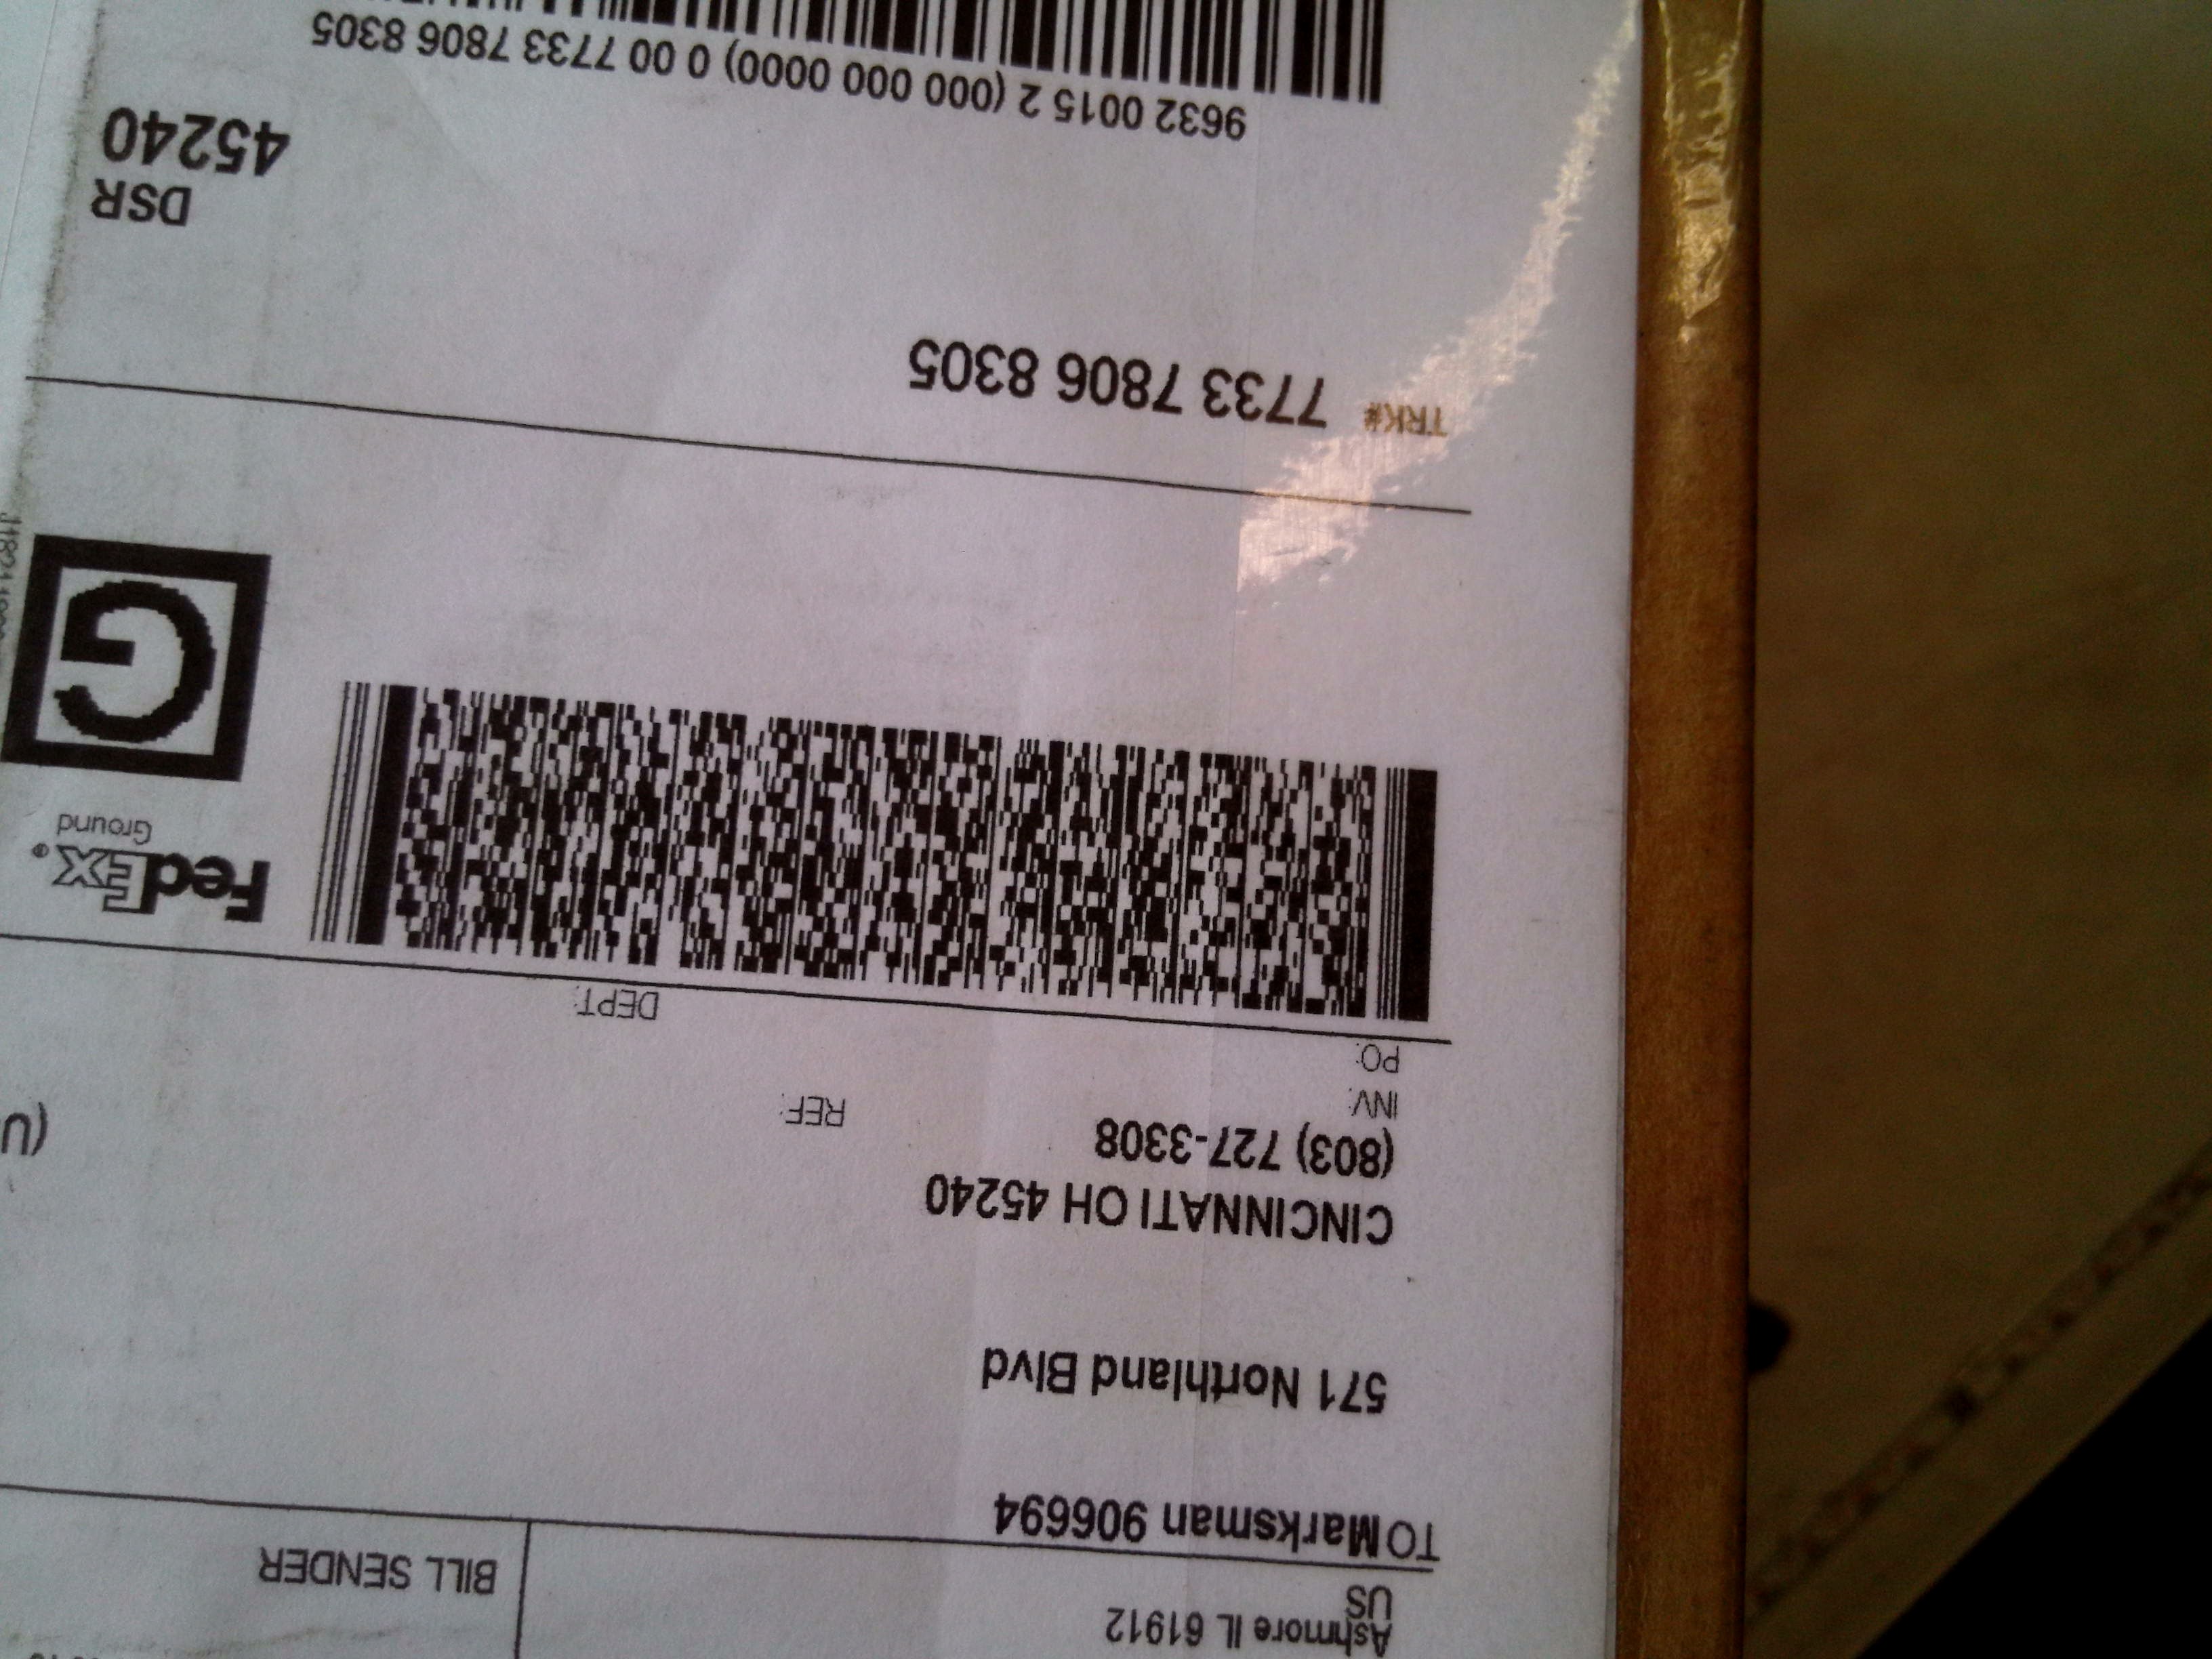 Ashmore IL 61912
US
BILL SENDER
TO Marksman 906694
571 Northland Blvd
CINCINNATI OH 45240
(803) 727-3308
REF:
INV:
PO:
DEPT:
FedEx®
Ground
G
TRK# 7733 7806 8305
DSR
45240
9632 0015 2 (000 000 0000) 0 00 7733 7806 8305